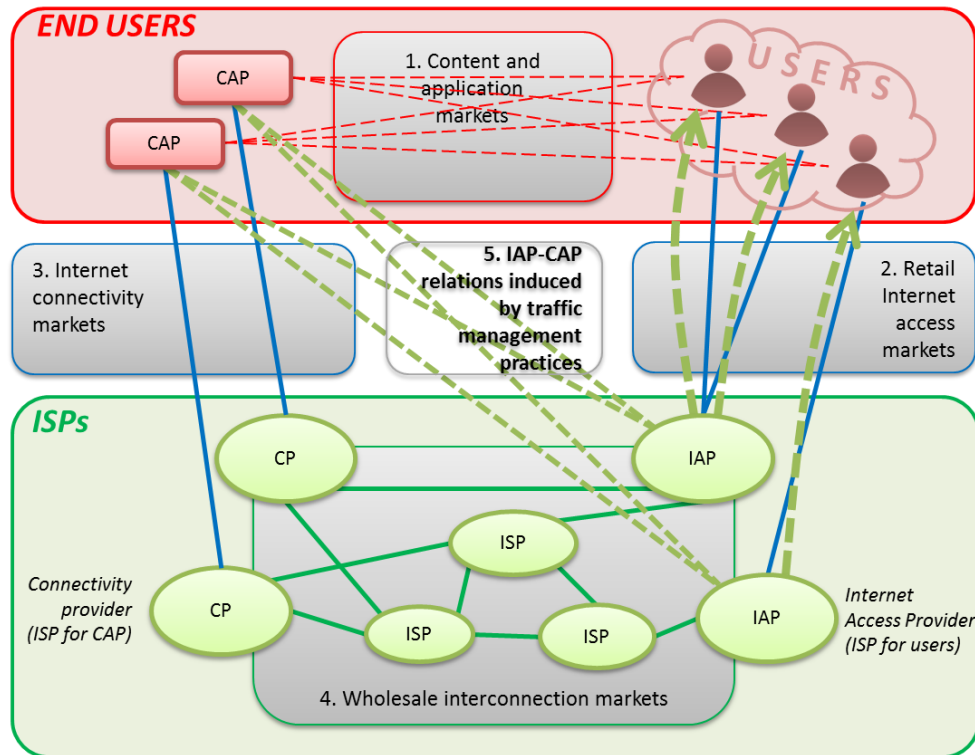 END USERS
CAP
CAP
1. Content and
application
markets
USERS
3. Internet
connectivity
markets
5. IAP-CAP
relations induced
by traffic
management
practices
2. Retail
Internet
access
markets
ISPs
CP
IAP
ISP
Connectivity
provider
(ISP for CAP)
CP
ISP
ISP
IAP
Internet
Access Provider
(ISP for users)
4. Wholesale interconnection markets